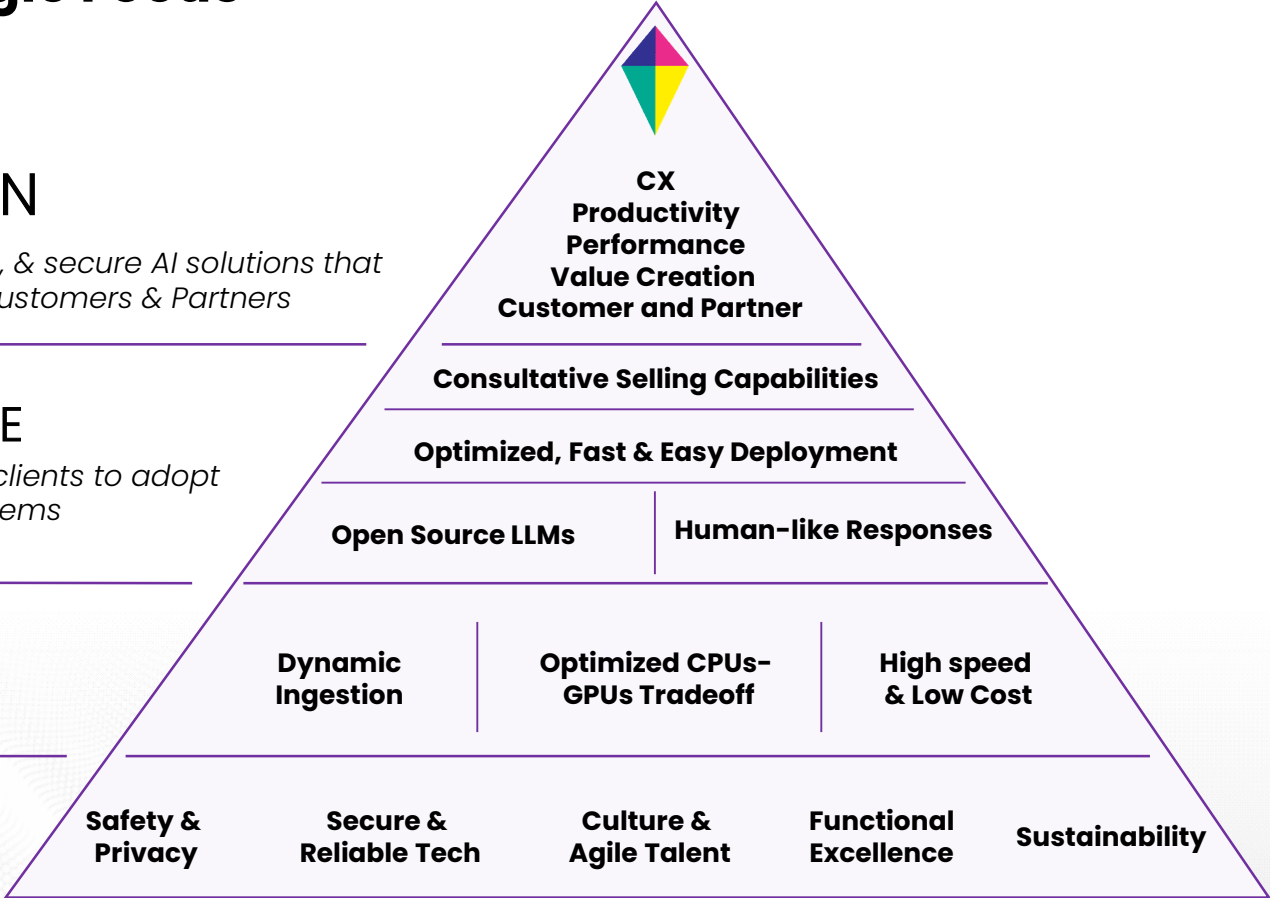 N
, & secure AI solutions that
ustomers & Partners
E
clients to adopt
ems
CX
Productivity
Performance
Value Creation
Customer and Partner
Consultative Selling Capabilities
Optimized, Fast & Easy Deployment
Open Source LLMs
Human-like Responses
Dynamic
Ingestion
Optimized CPUs-
GPUs Tradeoff
High speed
& Low Cost
Safety &
Privacy
Secure &
Reliable Tech
Culture &
Agile Talent
Functional
Excellence
Sustainability